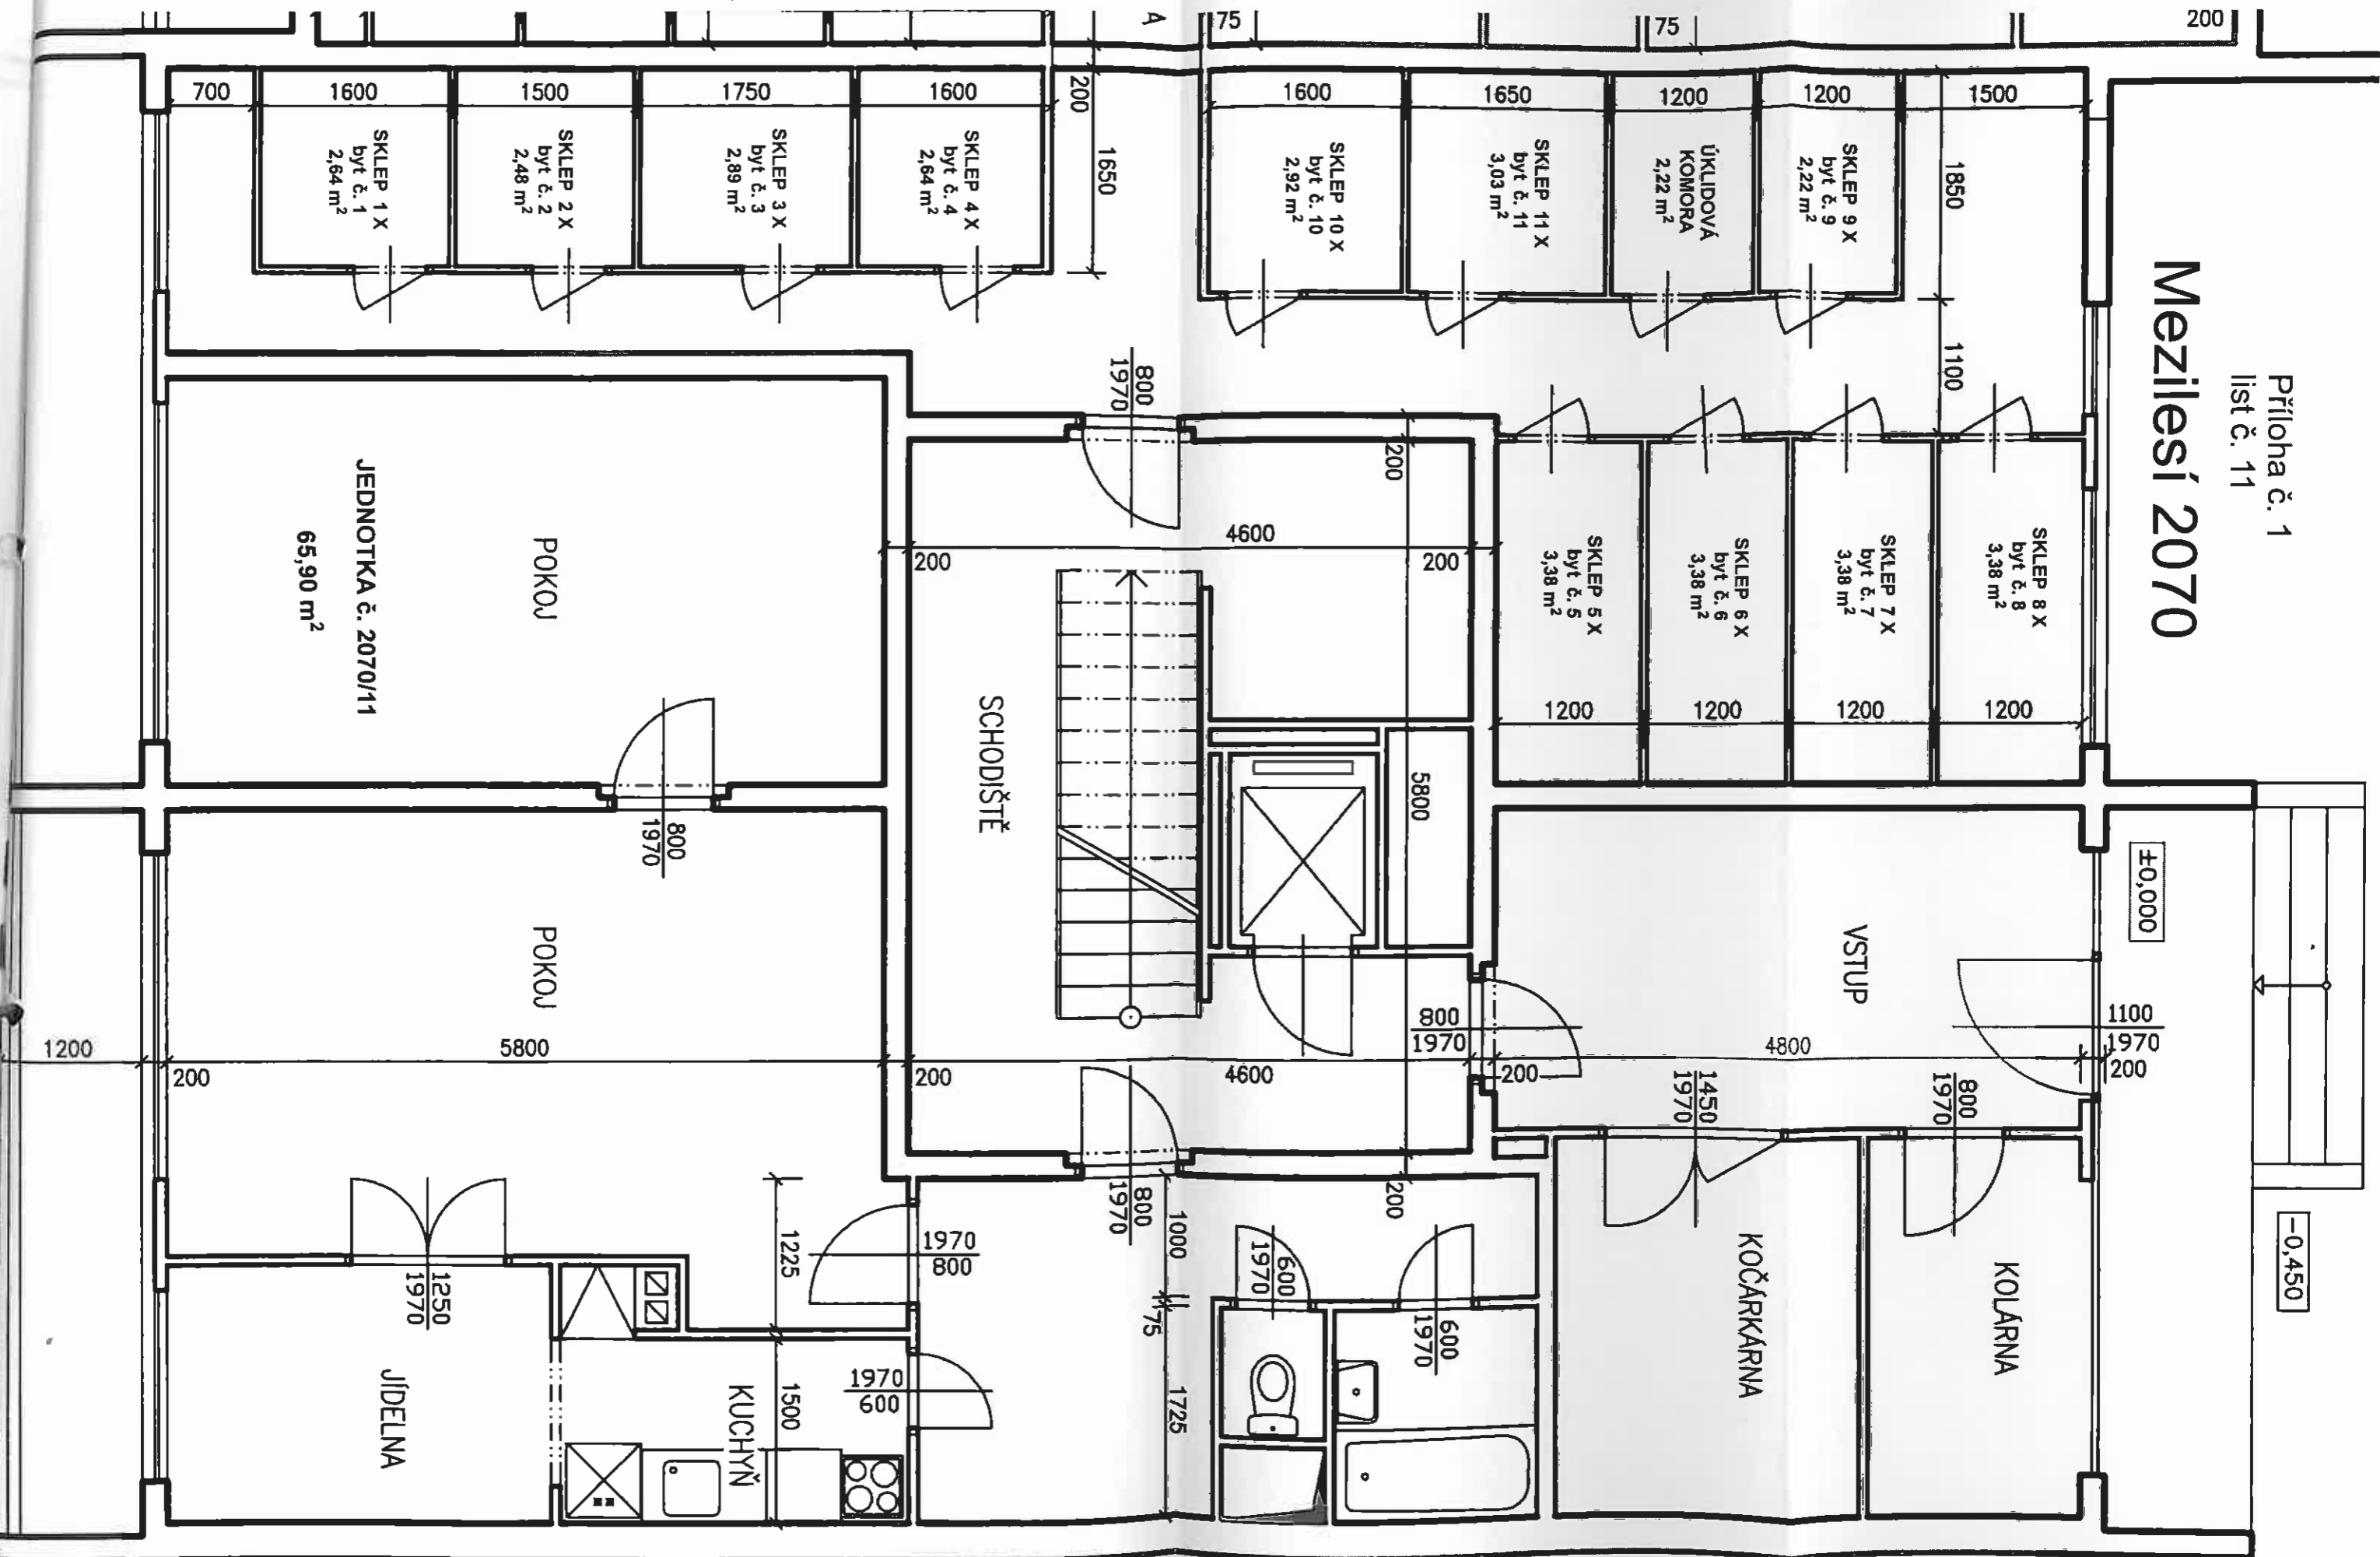 Příloha č. 1
list č. 11
Mezilesí 2070
A
75
75
200
700
1600
1500
1750
1600
200
1650
1600
1650
1200
1200
1500
1850
1100
SKLEP 1 X
byt č. 1
2,64 m²
SKLEP 2 X
byt č. 2
2,48 m²
SKLEP 3 X
byt č. 3
2,89 m²
SKLEP 4 X
byt č. 4
2,64 m²
SKLEP 10 X
byt č. 10
2,92 m²
SKLEP 11 X
byt č. 11
3,03 m²
ÚKLIDOVÁ
KOMORA
2,22 m²
SKLEP 9 X
byt č. 9
2,22 m²
800
1970
200
4600
200
200
SKLEP 5 X
byt č. 5
3,38 m²
SKLEP 6 X
byt č. 6
3,38 m²
SKLEP 7 X
byt č. 7
3,38 m²
SKLEP 8 X
byt č. 8
3,38 m²
1200
1200
1200
1200
POKOJ
JEDNOTKA č. 2070/11
65,90 m²
SCHODIŠTĚ
5800
800
1970
POKOJ
VSTUP
±0,000
-0,450
800
1970
1100
1970
200
1200
200
5800
200
4600
200
4800
1450
1970
800
1970
800
1970
1000
75
1725
200
1225
1970
800
1250
1970
600
1970
600
1970
KOČÁRKÁRNA
KOLÁRNA
JÍDELNA
KUCHYŇ
1500
1970
600